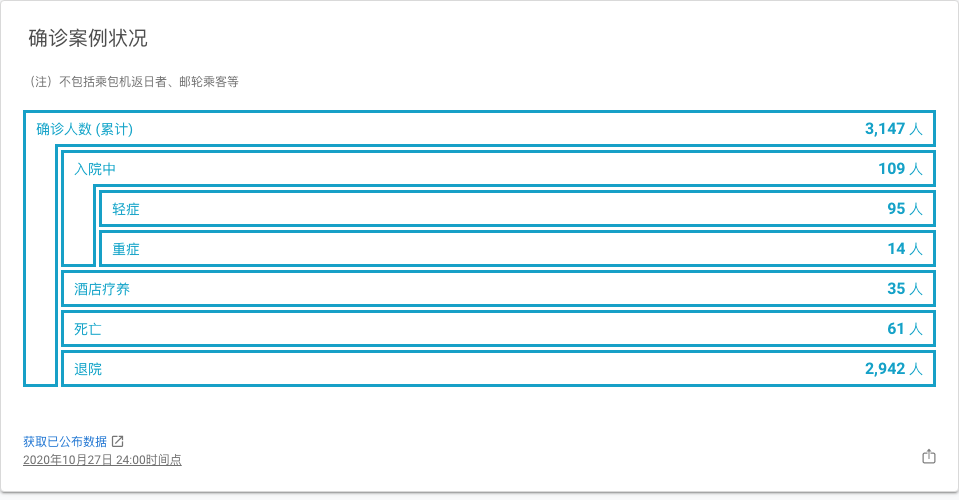 确诊案例状况
（注）不包括乘包机返日者、邮轮乘客等
确诊人数 (累计) 3,147 人
入院中 109 人
轻症 95 人
重症 14 人
酒店疗养 35 人
死亡 61 人
退院 2,942 人
获取已公布数据
2020年10月27日 24:00时间点